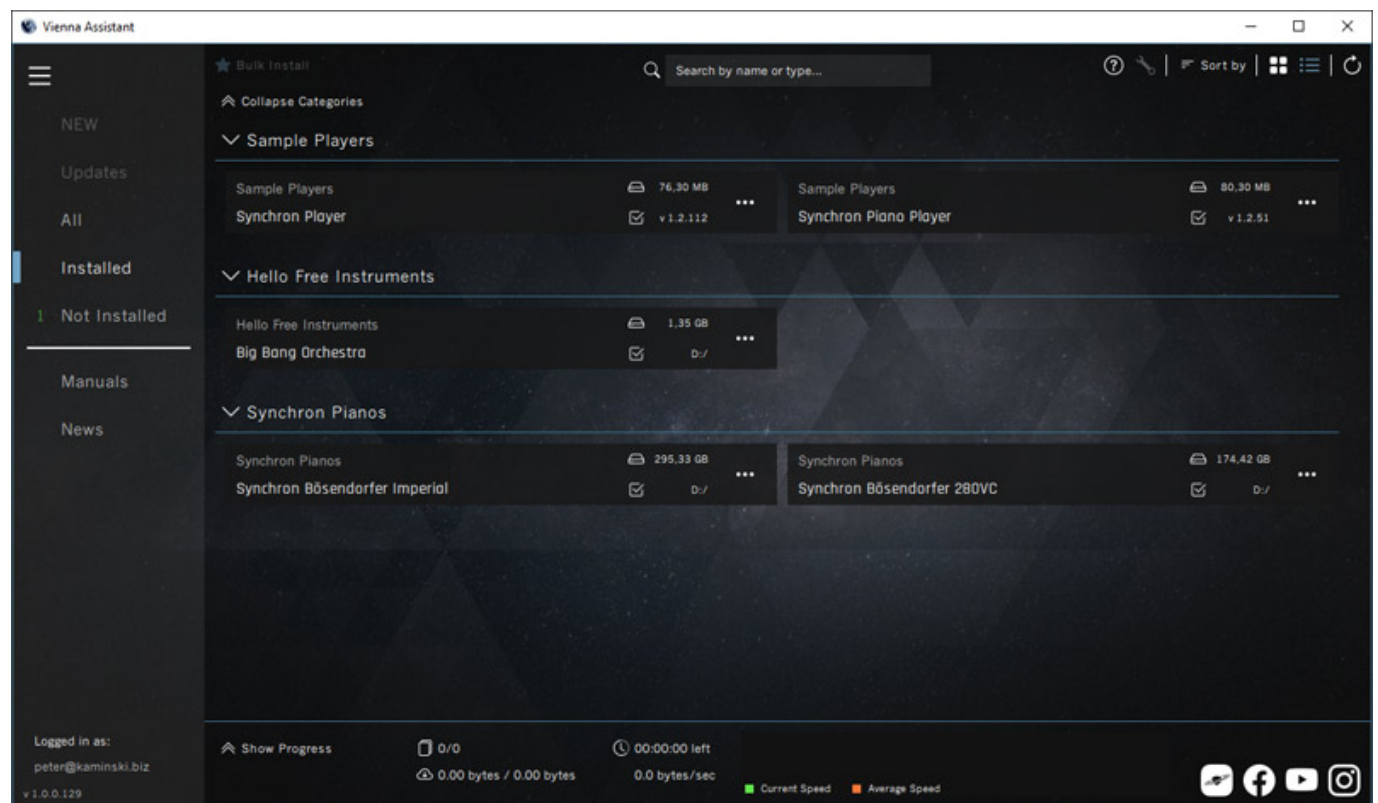 Vienna Assistant
Bulk Install
Search by name or type...
Sort by
Collapse Categories
NEW
Updates
All
Installed
1 Not Installed
Manuals
News
Sample Players
Sample Players
76,30 MB
Synchron Player
v 1.2.112
Sample Players
80,30 MB
Synchron Piano Player
v 1.2.51
Hello Free Instruments
Hello Free Instruments
1,35 GB
Big Bang Orchestra
D:/
Synchron Pianos
Synchron Pianos
295,33 GB
Synchron Bösendorfer Imperial
D:/
Synchron Pianos
174,42 GB
Synchron Bösendorfer 280VC
D:/
Logged in as:
peter@kaminski.biz
v 1.0.0.129
Show Progress
0/0
00:00:00 left
0.00 bytes / 0.00 bytes
0.0 bytes/sec
Current Speed
Average Speed